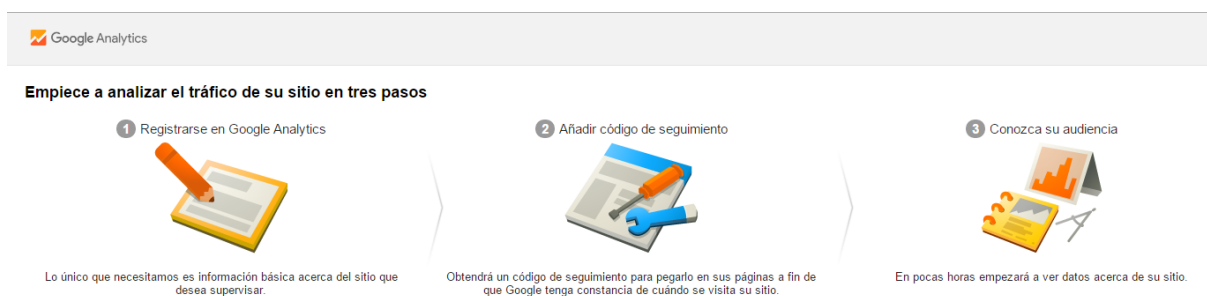 Google Analytics
Empiece a analizar el tráfico de su sitio en tres pasos
1 Registrarse en Google Analytics
Lo único que necesitamos es información básica acerca del sitio que
desea supervisar.
2 Añadir código de seguimiento
Obtendrá un código de seguimiento para pegarlo en sus páginas a fin de
que Google tenga constancia de cuándo se visita su sitio.
3 Conozca su audiencia
En pocas horas empezará a ver datos acerca de su sitio.